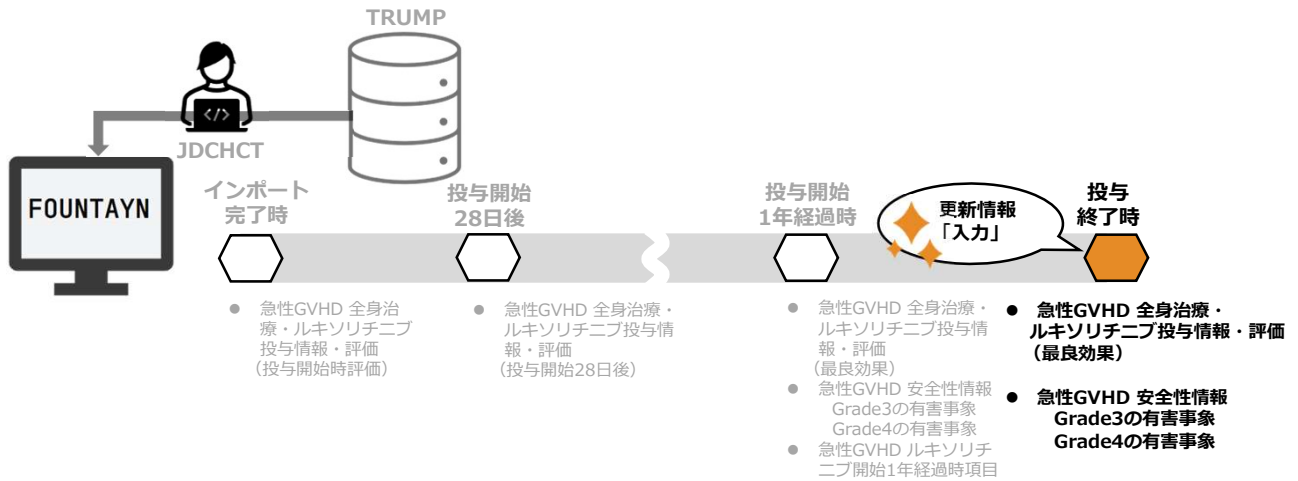 TRUMP
</>
JDCHCT
FOUNTAYN
インポート
完了時
投与開始
28日後
投与開始
1年経過時
更新情報
「入力」
投与
終了時
● 急性GVHD 全身治
療・ルキソリチニブ
投与情報・評価
（投与開始時評価）
● 急性GVHD 全身治療・
ルキソリチニブ投与情
報・評価
（投与開始28日後）
● 急性GVHD 全身治療・
ルキソリチニブ投与情
報・評価
（最良効果）
● 急性GVHD 安全性情報
Grade3の有害事象
Grade4の有害事象
● 急性GVHD ルキソリチ
ニブ開始1年経過時項目
● 急性GVHD 全身治療・
ルキソリチニブ投与情報・評価
（最良効果）
● 急性GVHD 安全性情報
Grade3の有害事象
Grade4の有害事象